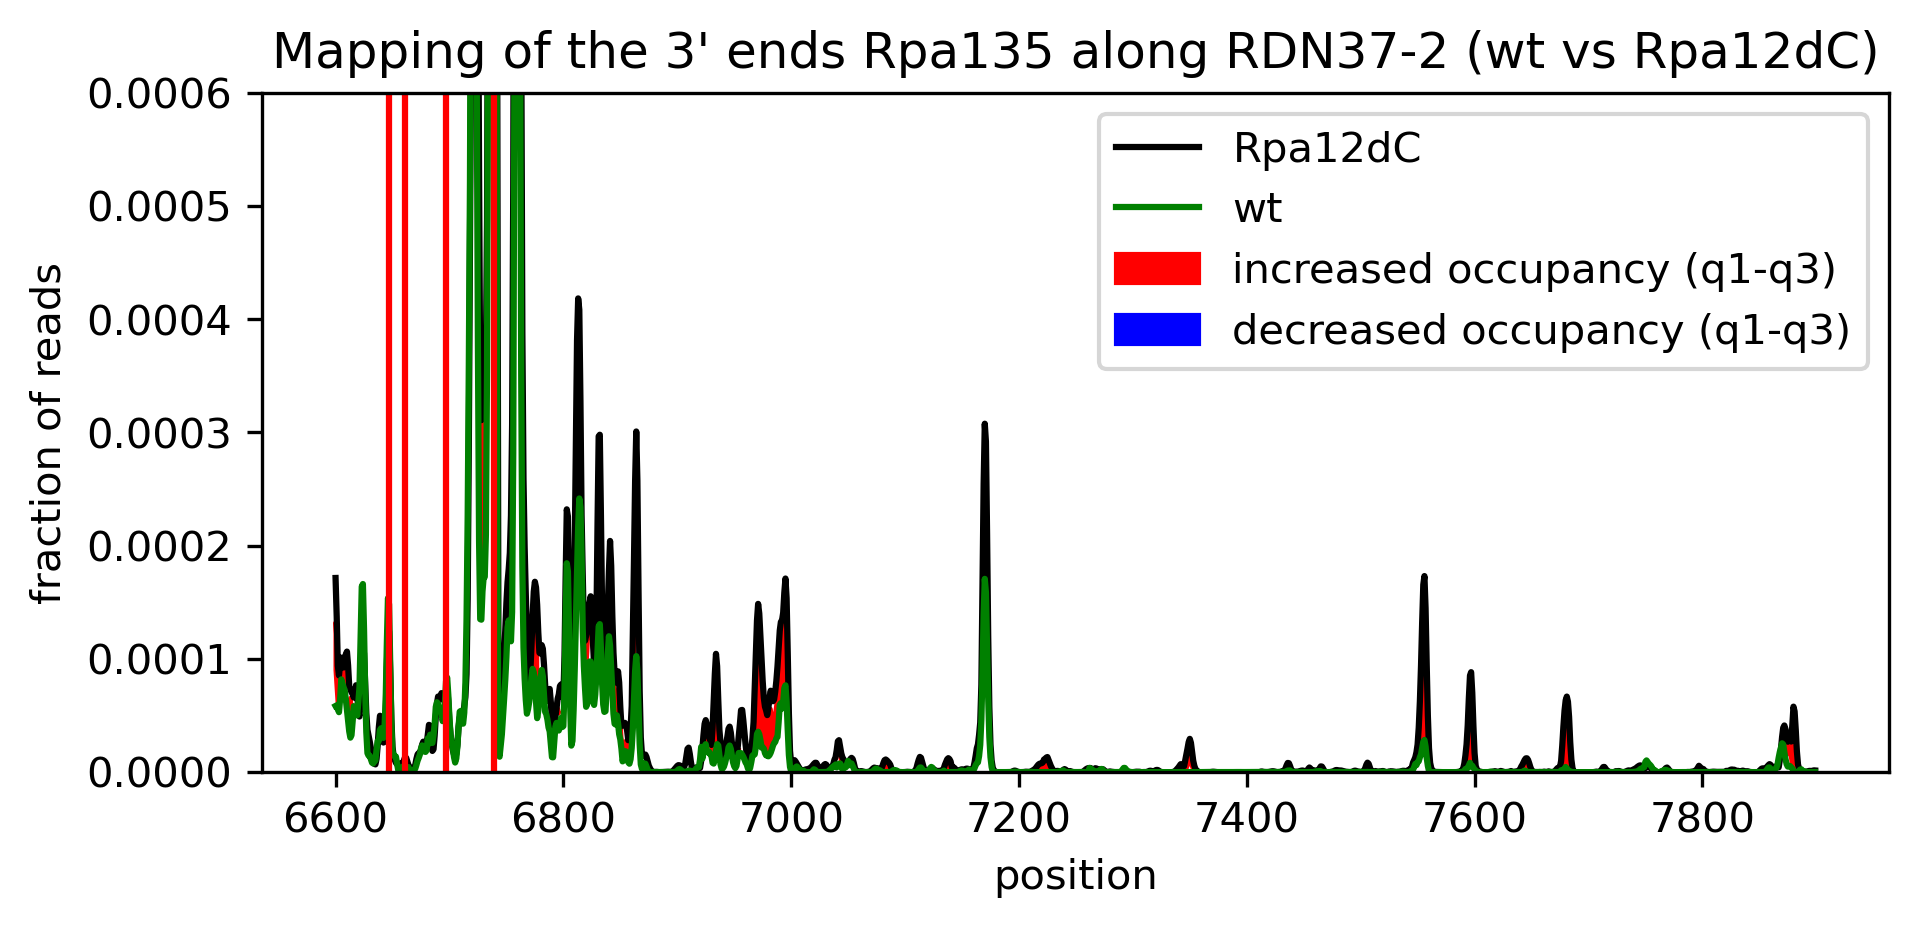 Mapping of the 3' ends Rpa135 along RDN37-2 (wt vs Rpa12dC)
0.0006
0.0005
0.0004
0.0003
0.0002
0.0001
0.0000
fraction of reads
Rpa12dC
wt
increased occupancy (q1-q3)
decreased occupancy (q1-q3)
6600 6800 7000 7200 7400 7600 7800
position